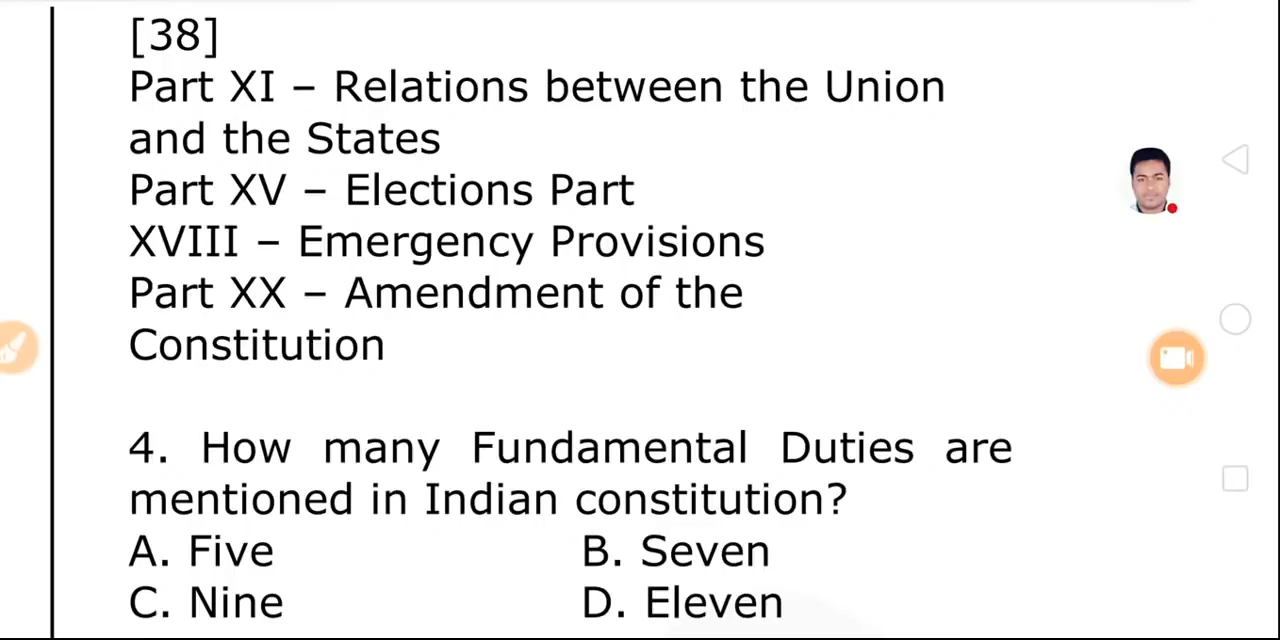 [38]
Part XI – Relations between the Union
and the States
Part XV – Elections Part
XVIII – Emergency Provisions
Part XX – Amendment of the
Constitution
4. How many Fundamental Duties are
mentioned in Indian constitution?
A. Five B. Seven
C. Nine D. Eleven